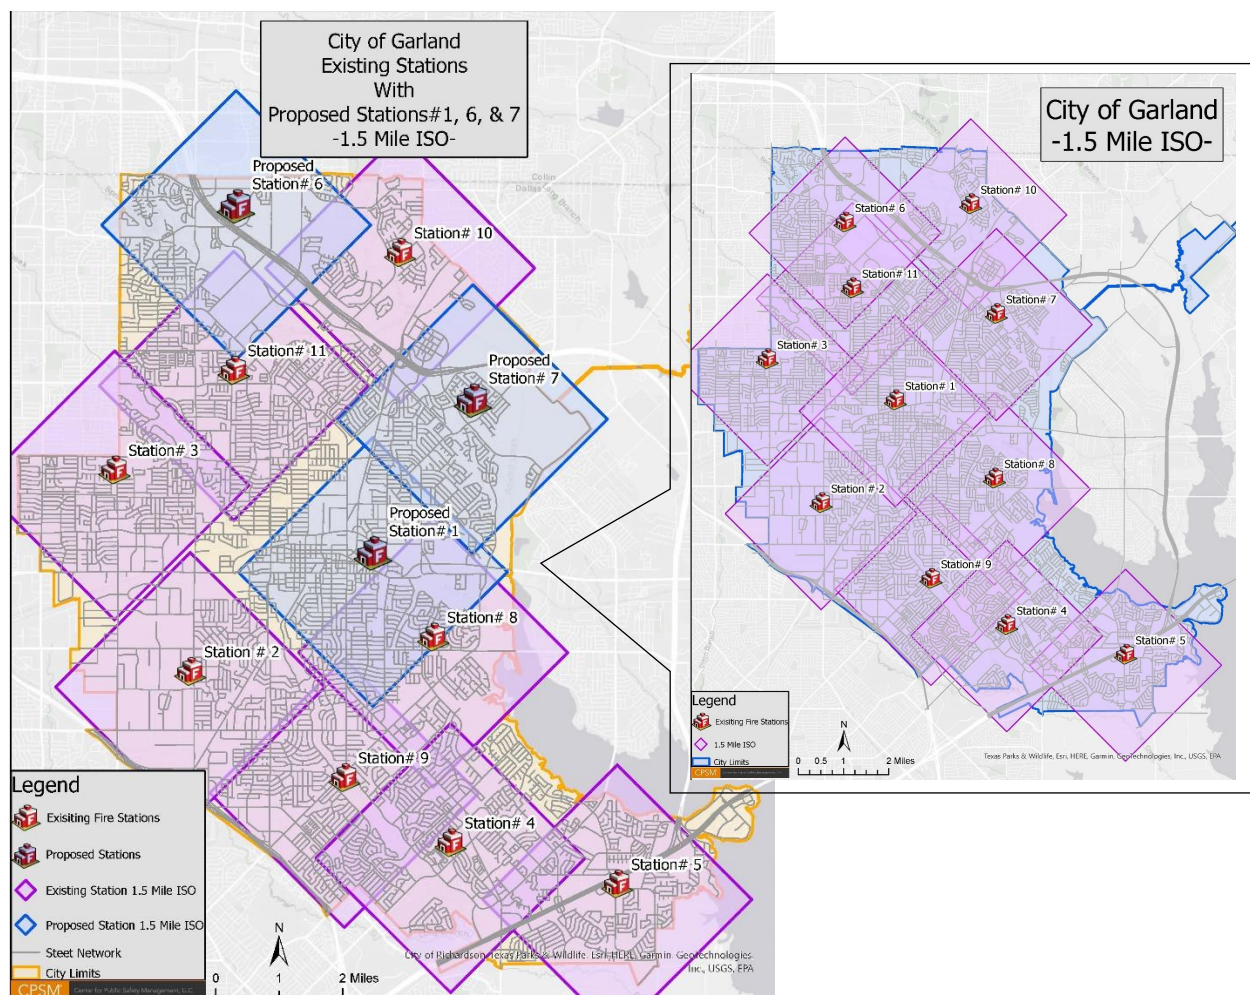 City of Garland
Existing Stations
With
Proposed Stations#1, 6, & 7
-1.5 Mile ISO-
Proposed
Station# 6
Collin
Station# 10
Station# 11
Proposed
Station# 7
Station# 3
Proposed
Station# 1
Station# 8
Station # 2
Station# 9
Station# 4
Station# 5
Legend
Exisiting Fire Stations
Proposed Stations
Existing Station 1.5 Mile ISO
Proposed Station 1.5 Mile ISO
Steet Network
City Limits
CPSM
Center for Public Safety Management, LLC
N
0 1 2 Miles
City of Richardson, Texas Parks & Wildlife, Esri, HERE, Garmin, GeoTechnologies,
Inc., USGS, EPA
City of Garland
-1.5 Mile ISO-
Station# 10
Station# 6
Station# 11
Station# 7
Station# 3
Station# 1
Station# 8
Station # 2
Station# 9
Station# 4
Station# 5
Legend
Exisiting Fire Stations
1.5 Mile ISO
City Limits
CPSM
N
0 0.5 1 2 Miles
Texas Parks & Wildlife, Esri, HERE, Garmin, GeoTechnologies, Inc., USGS, EPA